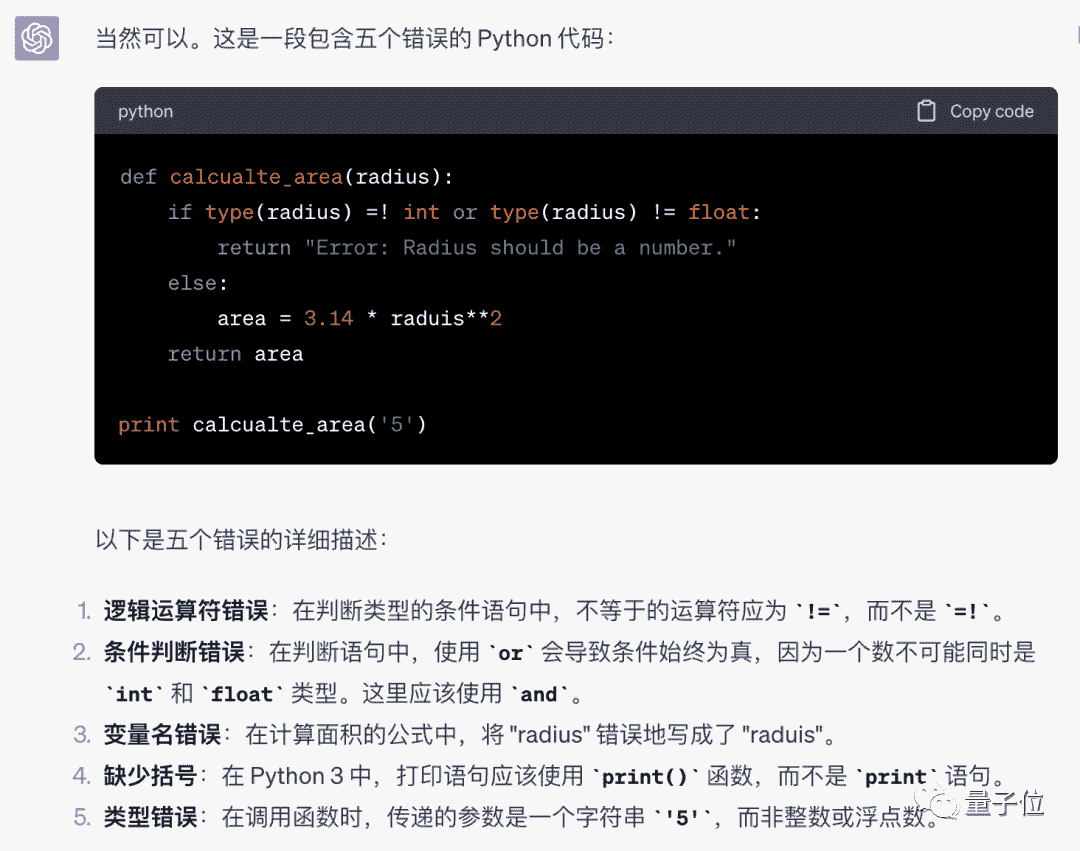 当然可以。这是一段包含五个错误的 Python 代码：
python
Copy code
def calcualte_area(radius):
    if type(radius) =! int or type(radius) != float:
        return "Error: Radius should be a number."
    else:
        area = 3.14 * raduis**2
    return area
print calcualte_area('5')
以下是五个错误的详细描述：
1. 逻辑运算符错误：在判断类型的条件语句中，不等于的运算符应为 `!=`，而不是 `=!`。
2. 条件判断错误：在判断语句中，使用 `or` 会导致条件始终为真，因为一个数不可能同时是
`int` 和 `float` 类型。这里应该使用 `and`。
3. 变量名错误：在计算面积的公式中，将 "radius" 错误地写成了 "raduis"。
4. 缺少括号：在 Python 3 中，打印语句应该使用 `print()` 函数，而不是 `print` 语句。
5. 类型错误：在调用函数时，传递的参数是一个字符串 `'5'`，而非整数或浮点数。
量子位